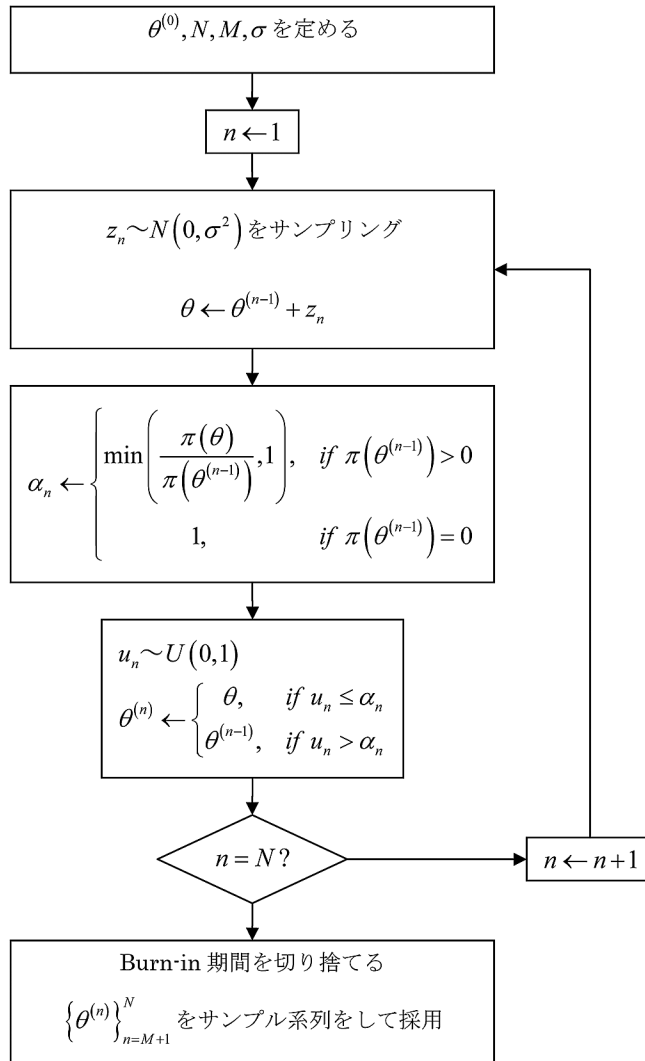 θ^(0), N, M, σ を定める
n ← 1
z_n ~ N(0, σ²) をサンプリング
θ ← θ^(n−1) + z_n
α_n ← { min( π(θ) / π(θ^(n−1)), 1 ), if π(θ^(n−1)) > 0
1, if π(θ^(n−1)) = 0
u_n ~ U(0,1)
θ^(n) ← { θ, if u_n ≤ α_n
θ^(n−1), if u_n > α_n
n = N?
n ← n+1
Burn-in 期間を切り捨てる
{θ^(n)}_{n=M+1}^N をサンプル系列をして採用